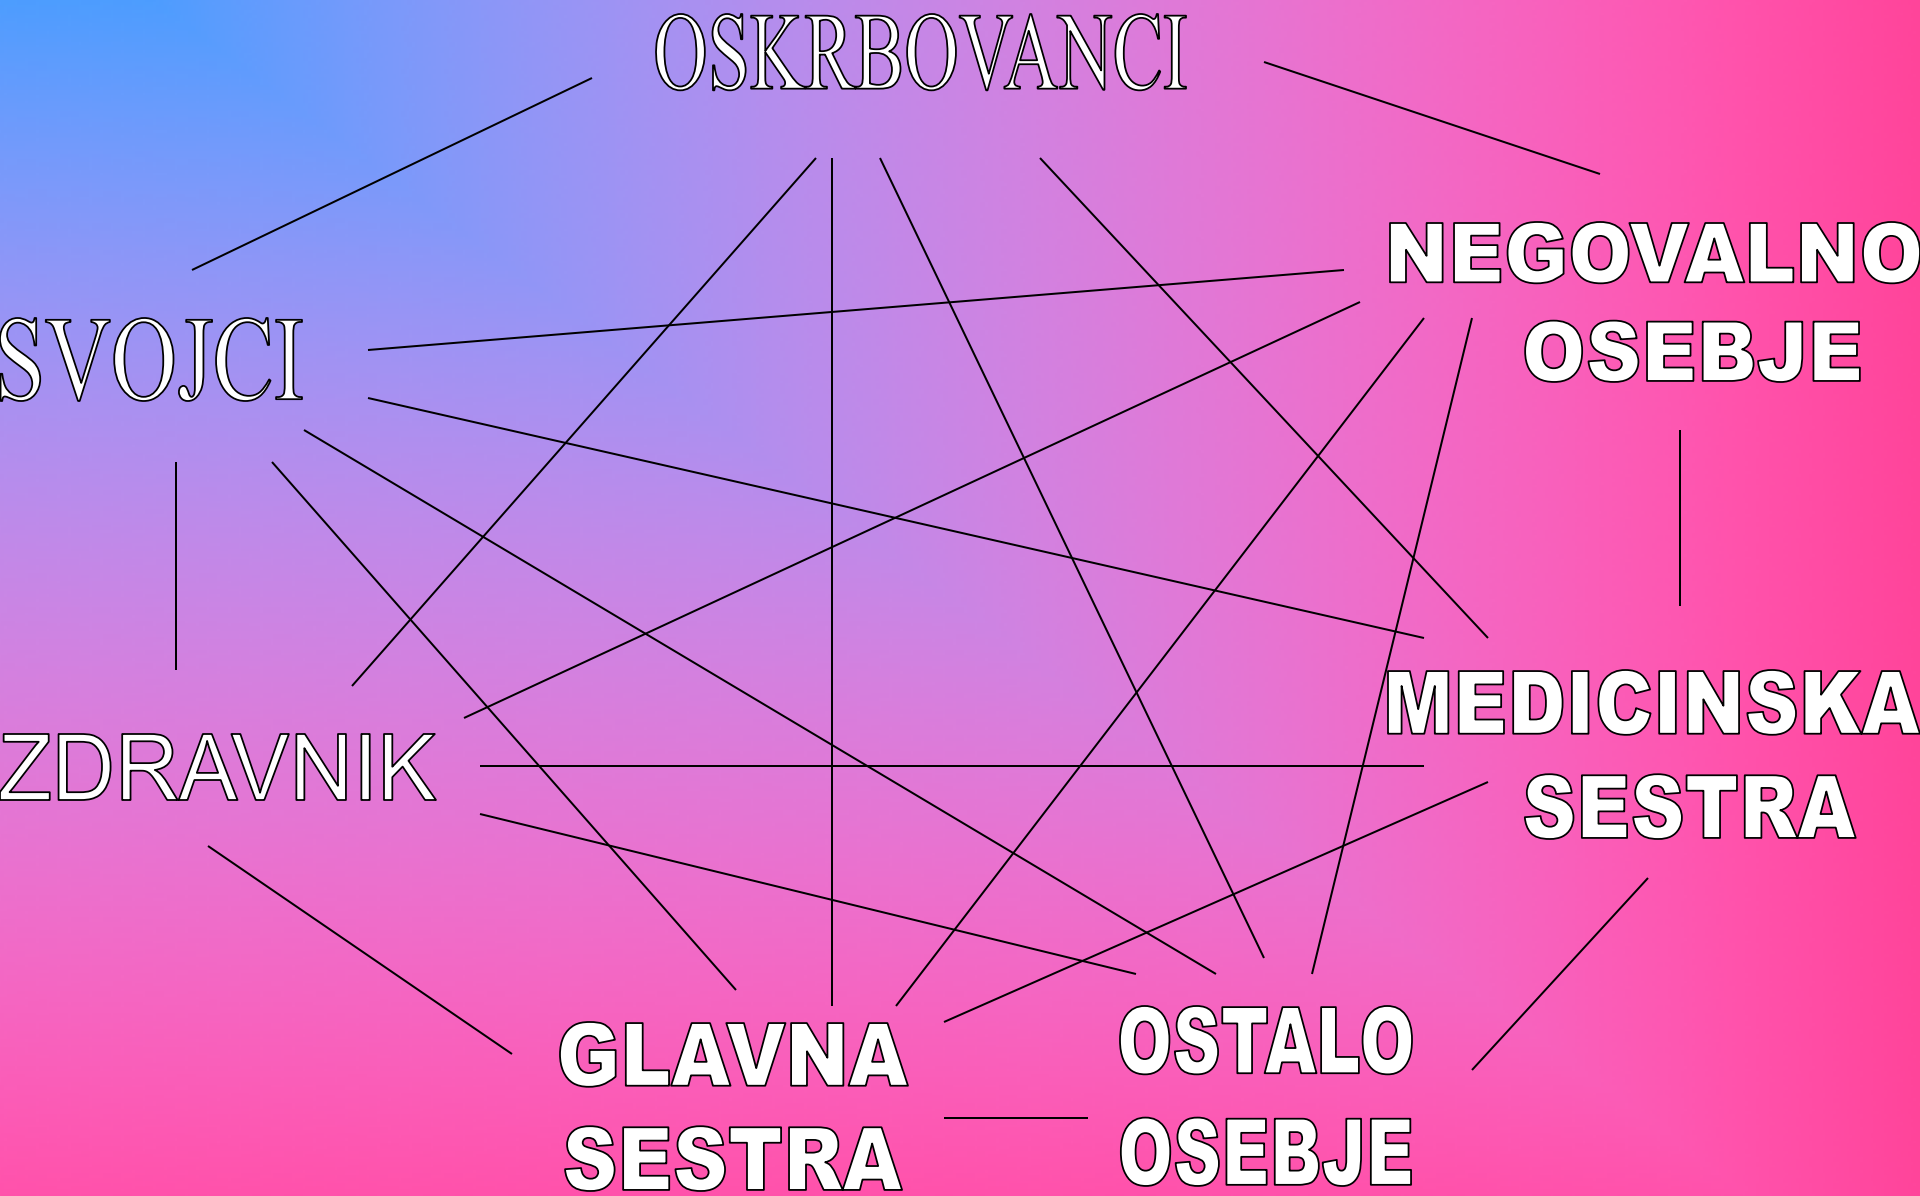 OSKRBOVANCI
NEGOVALNO
OSEBJE
SVOJCI
MEDICINSKA
SESTRA
ZDRAVNIK
GLAVNA
SESTRA
OSTALO
OSEBJE